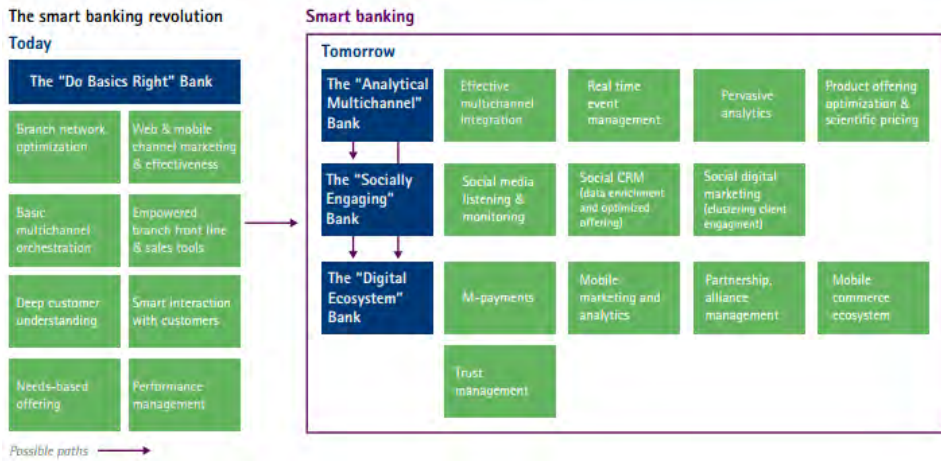 The smart banking revolution
Today
The "Do Basics Right" Bank
Branch network
optimization
Web & mobile
channel marketing
& effectiveness
Basic
multichannel
orchestration
Empowered
branch front line
& sales tools
Deep customer
understanding
Smart interaction
with customers
Needs-based
offering
Performance
management
Possible paths
Smart banking
Tomorrow
The "Analytical
Multichannel"
Bank
Effective
multichannel
Integration
Real time
event
management
Pervasive
analytics
Product offering
optimization &
scientific pricing
The "Socially
Engaging"
Bank
Social media
listening &
monitoring
Social CRM
(data enrichment
and optimized
offering)
Social digital
marketing
(clustering client
engagment)
The "Digital
Ecosystem"
Bank
M-payments
Mobile
marketing and
analytics
Partnership,
alliance
management
Mobile
commerce
ecosystem
Trust
management